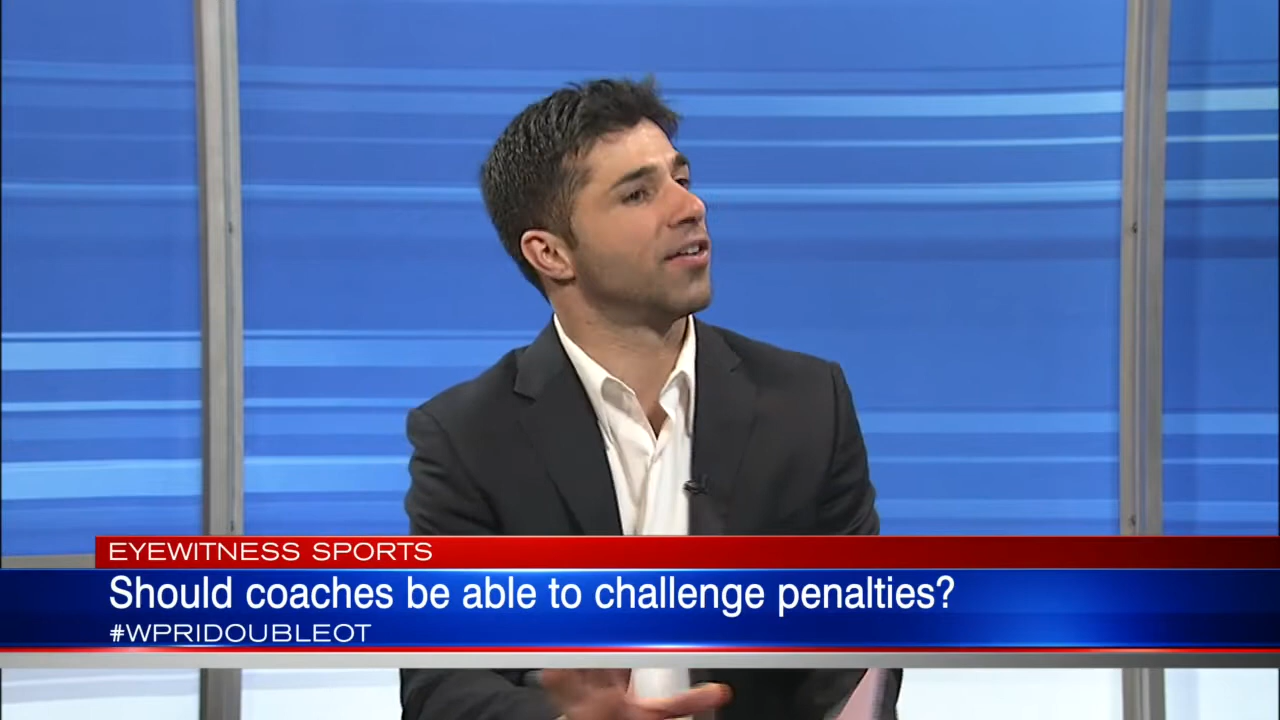 EYEWITNESS SPORTS
Should coaches be able to challenge penalties?
#WPRIDOUBLEOT